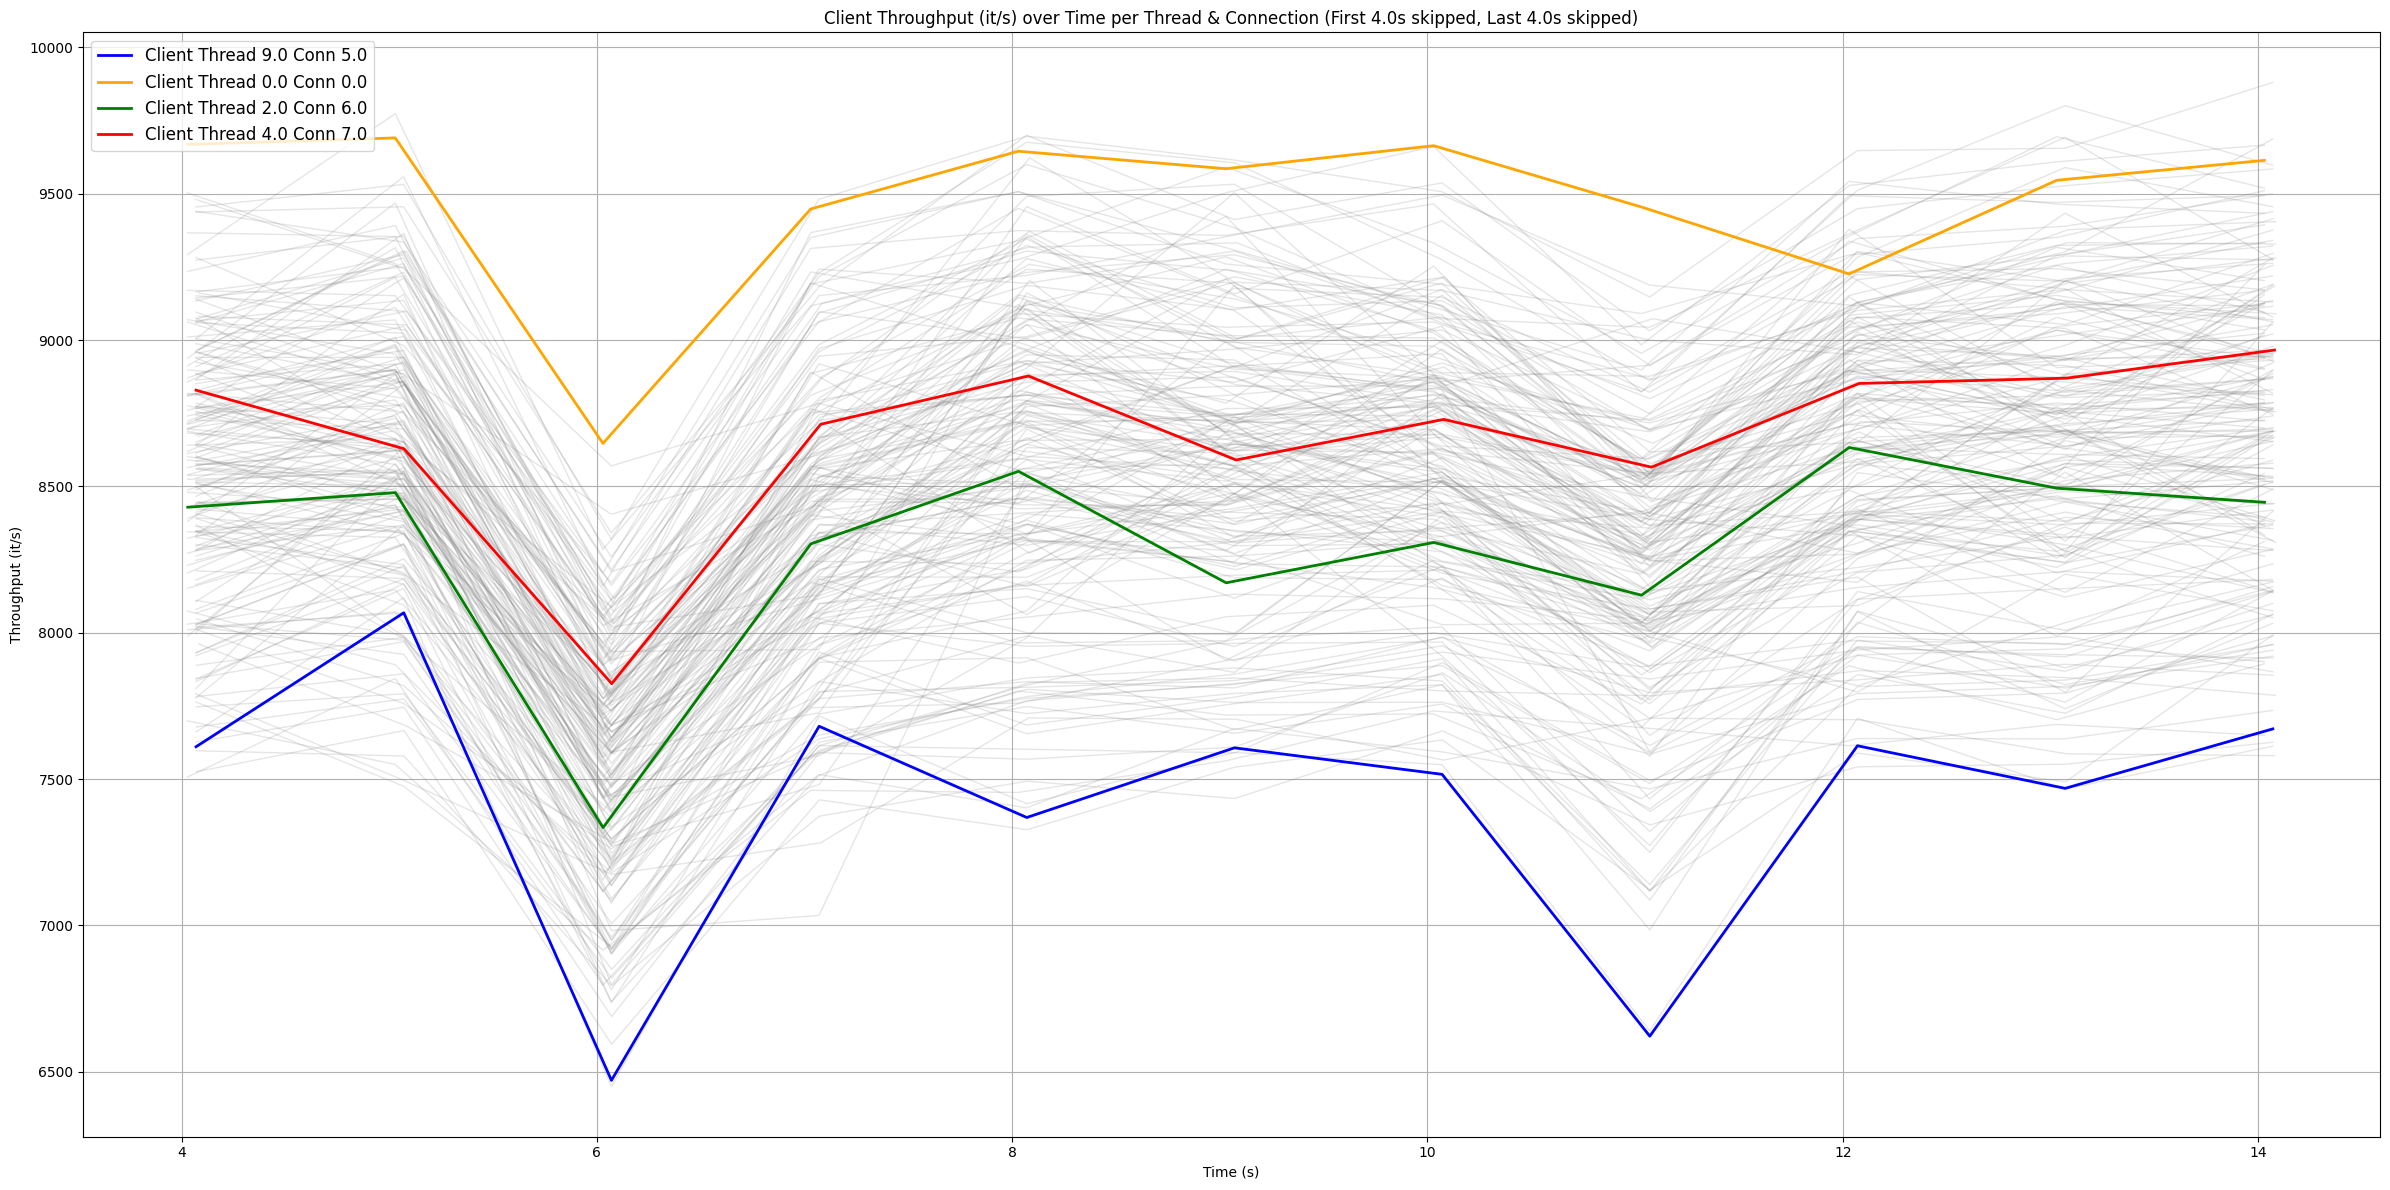 Client Throughput (it/s) over Time per Thread & Connection (First 4.0s skipped, Last 4.0s skipped)
Client Thread 9.0 Conn 5.0
Client Thread 0.0 Conn 0.0
Client Thread 2.0 Conn 6.0
Client Thread 4.0 Conn 7.0
Throughput (it/s)
10000
9500
9000
8500
8000
7500
7000
6500
4
6
8
10
12
14
Time (s)